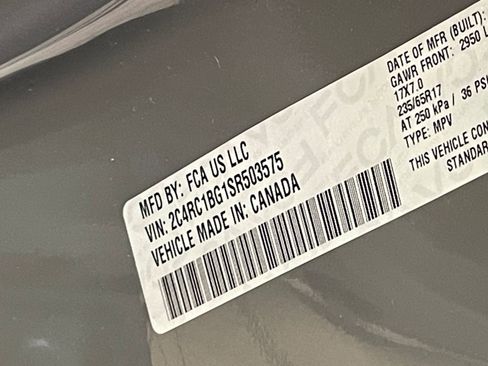 MFD BY: FCA US LLC
VIN: 2C4RC1BG1SR503575
VEHICLE MADE IN: CANADA
DATE OF MFR (BUILT):
GAWR FRONT: 2950 L
17X7.0
235/65R17
AT 250 kPa / 36 PS
TYPE: MPV
THIS VEHICLE CON
STANDAR